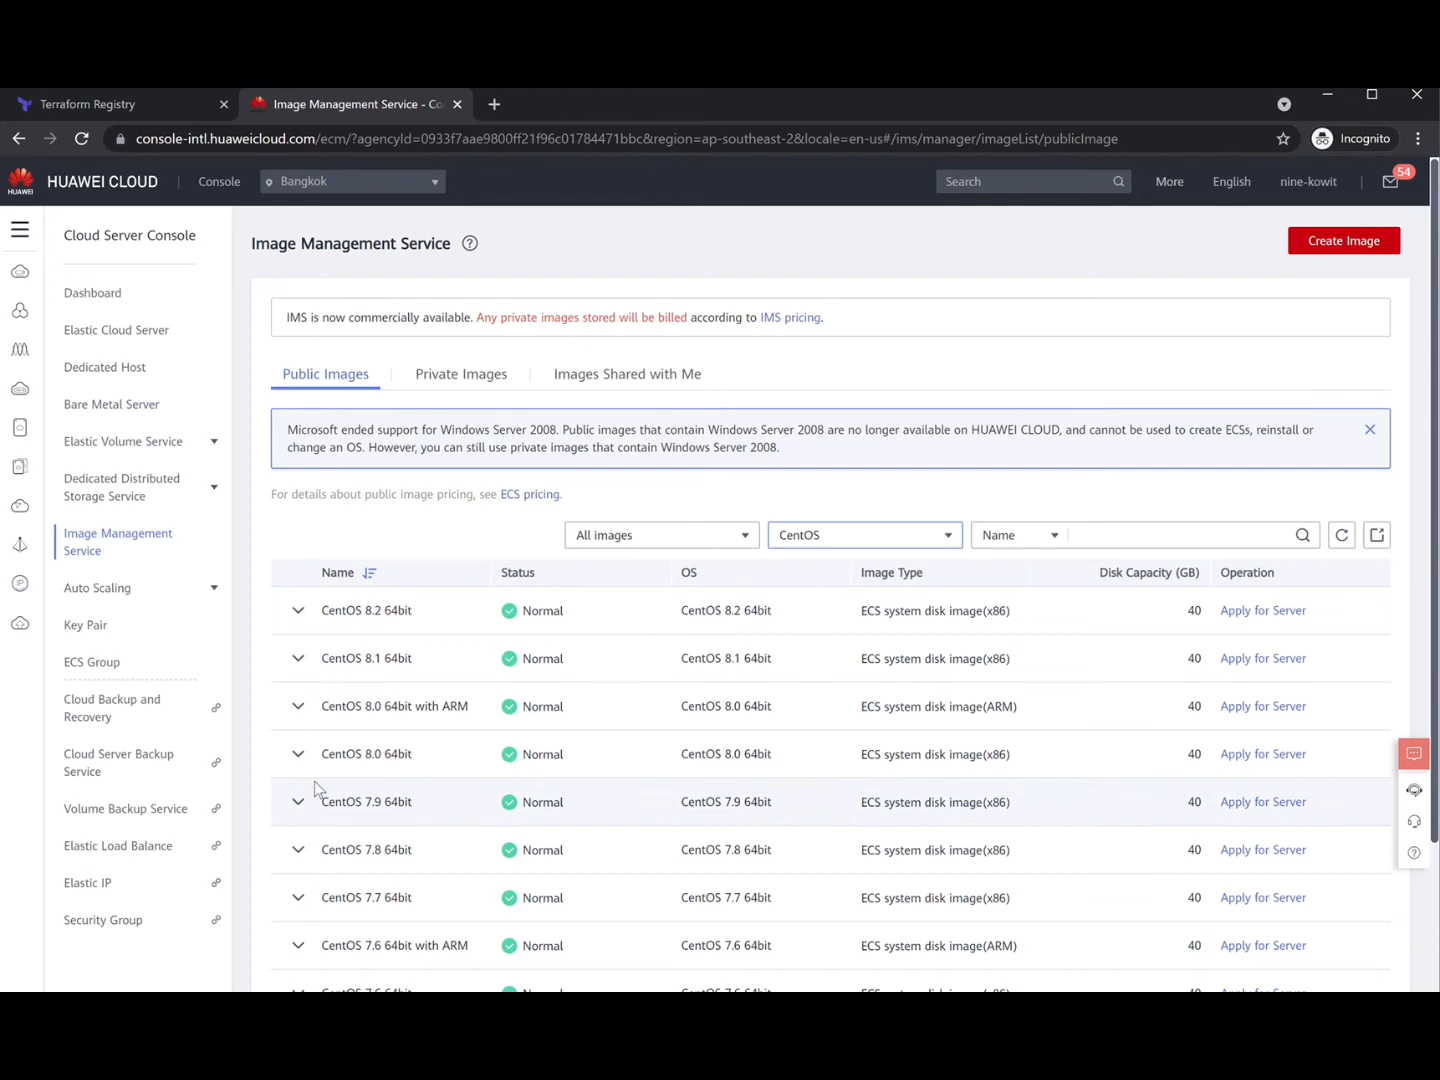 Terraform Registry
Image Management Service - Co
console-intl.huaweicloud.com/ecm/?agencyId=0933f7aae9800ff21f96c01784471bbc&region=ap-southeast-2&locale=en-us#/ims/manager/imageList/publicImage
Incognito
HUAWEI
HUAWEI CLOUD
Console
Bangkok
Search
More
English
nine-kowit
54
Cloud Server Console
Dashboard
Elastic Cloud Server
Dedicated Host
Bare Metal Server
Elastic Volume Service
Dedicated Distributed
Storage Service
Image Management
Service
Auto Scaling
Key Pair
ECS Group
Cloud Backup and
Recovery
Cloud Server Backup
Service
Volume Backup Service
Elastic Load Balance
Elastic IP
Security Group
Image Management Service
Create Image
IMS is now commercially available. Any private images stored will be billed according to IMS pricing.
Public Images
Private Images
Images Shared with Me
Microsoft ended support for Windows Server 2008. Public images that contain Windows Server 2008 are no longer available on HUAWEI CLOUD, and cannot be used to create ECSs, reinstall or
change an OS. However, you can still use private images that contain Windows Server 2008.
For details about public image pricing, see ECS pricing.
All images
CentOS
Name
Name Status OS Image Type Disk Capacity (GB) Operation
CentOS 8.2 64bit Normal CentOS 8.2 64bit ECS system disk image(x86) 40 Apply for Server
CentOS 8.1 64bit Normal CentOS 8.1 64bit ECS system disk image(x86) 40 Apply for Server
CentOS 8.0 64bit with ARM Normal CentOS 8.0 64bit ECS system disk image(ARM) 40 Apply for Server
CentOS 8.0 64bit Normal CentOS 8.0 64bit ECS system disk image(x86) 40 Apply for Server
CentOS 7.9 64bit Normal CentOS 7.9 64bit ECS system disk image(x86) 40 Apply for Server
CentOS 7.8 64bit Normal CentOS 7.8 64bit ECS system disk image(x86) 40 Apply for Server
CentOS 7.7 64bit Normal CentOS 7.7 64bit ECS system disk image(x86) 40 Apply for Server
CentOS 7.6 64bit with ARM Normal CentOS 7.6 64bit ECS system disk image(ARM) 40 Apply for Server